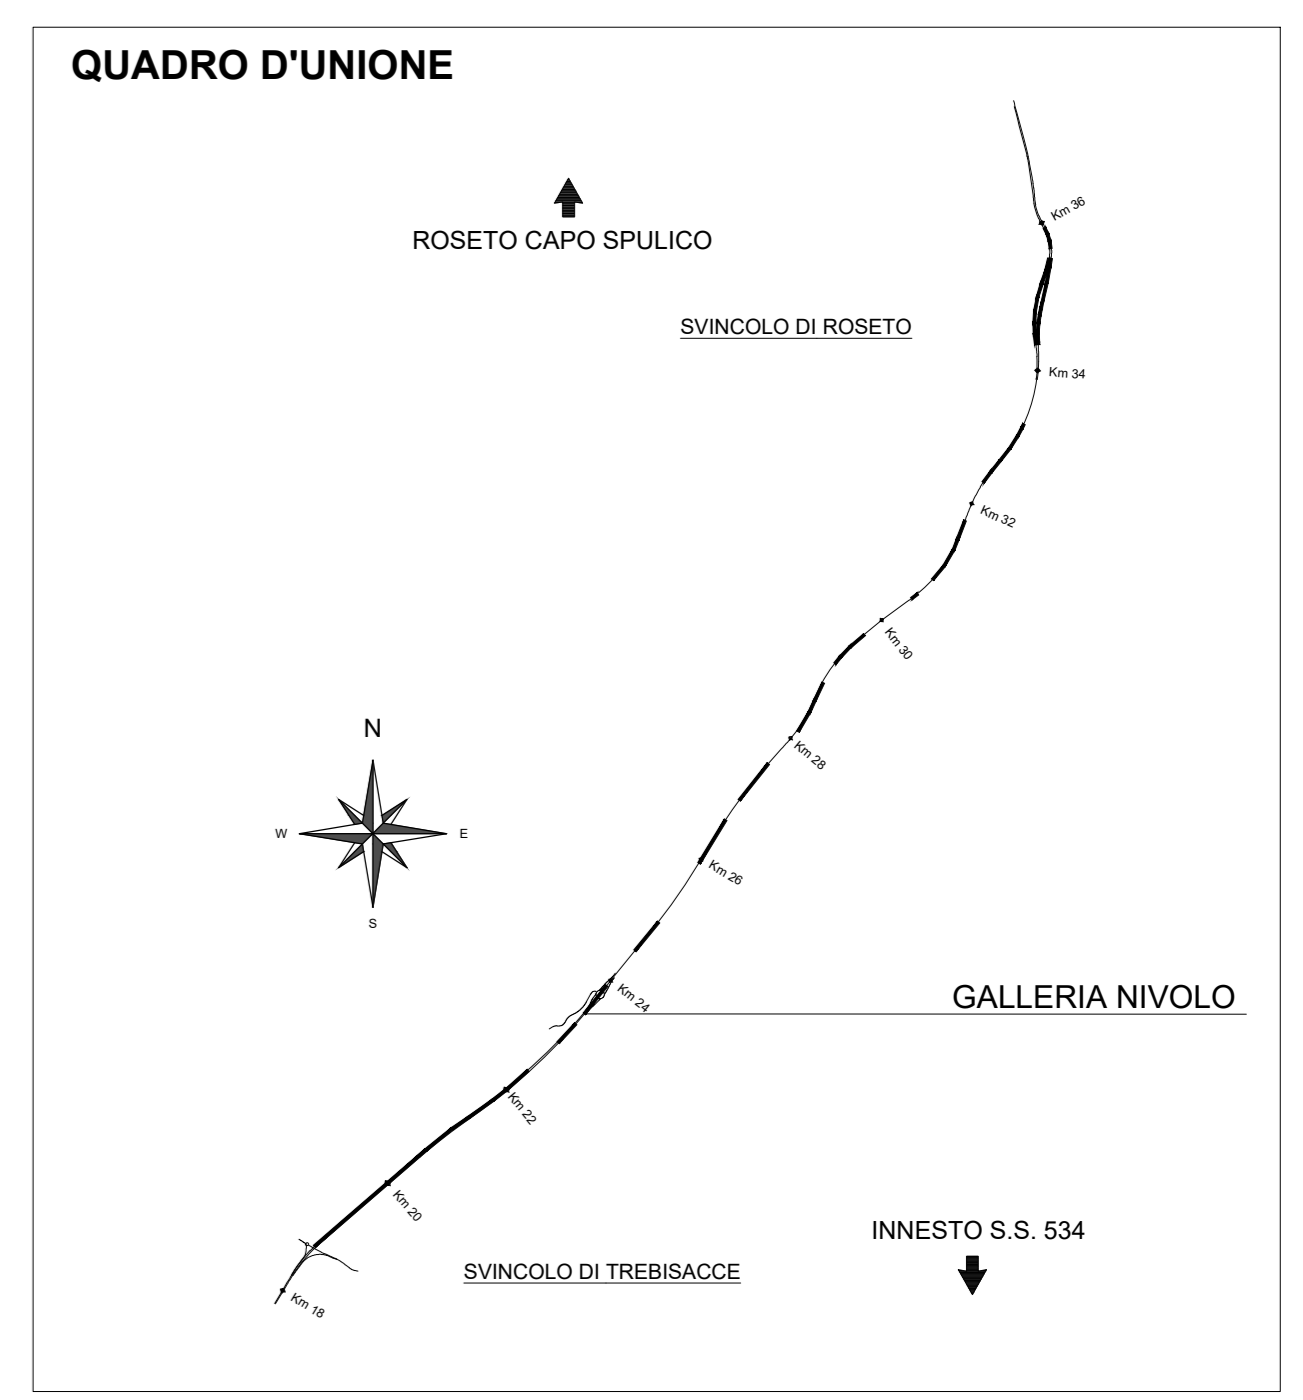 QUADRO D'UNIONE
Km 36
ROSETO CAPO SPULICO
SVINCOLO DI ROSETO
Km 34
Km 32
Km 30
N
Km 28
W
E
Km 26
S
Km 24
GALLERIA NIVOLO
Km 22
Km 20
INNESTO S.S. 534
SVINCOLO DI TREBISACCE
Km 18